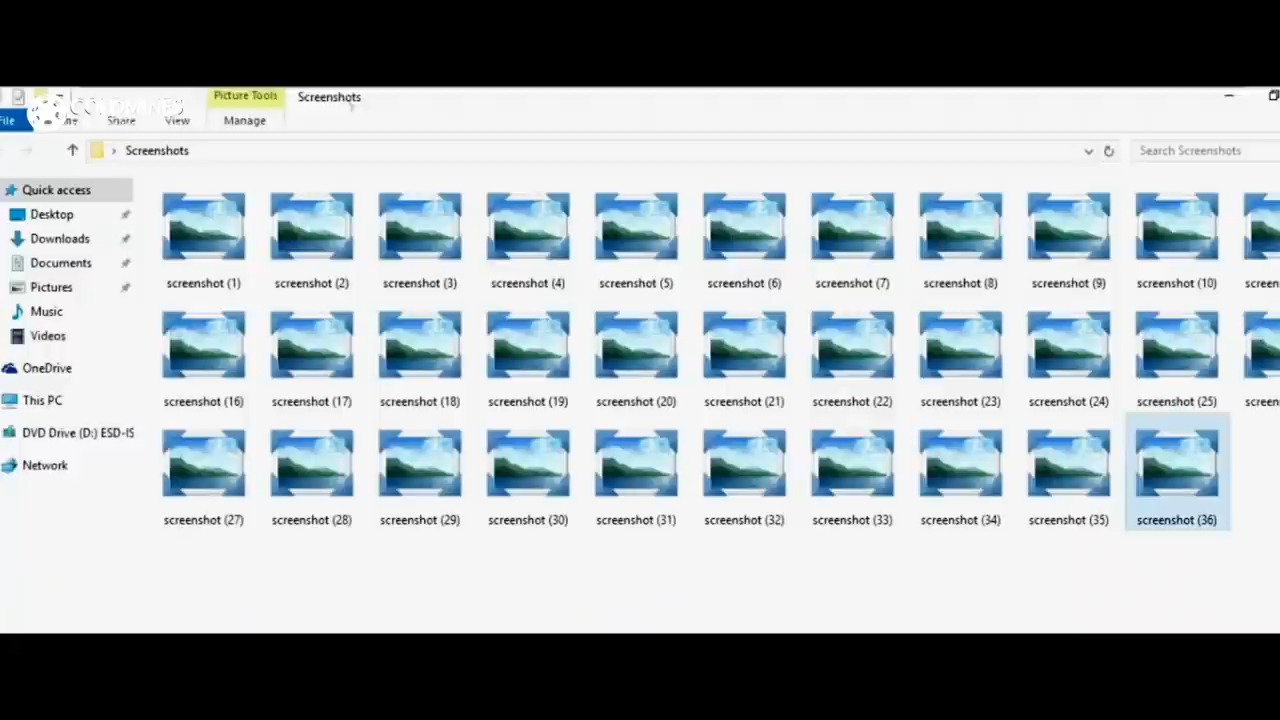 Picture Tools
Screenshots
File
Share
View
Manage
Screenshots
Search Screenshots
Quick access
Desktop
Downloads
Documents
Pictures
Music
Videos
OneDrive
This PC
DVD Drive (D:) ESD-IS
Network
screenshot (1) screenshot (2) screenshot (3) screenshot (4) screenshot (5) screenshot (6) screenshot (7) screenshot (8) screenshot (9) screenshot (10) screen
screenshot (16) screenshot (17) screenshot (18) screenshot (19) screenshot (20) screenshot (21) screenshot (22) screenshot (23) screenshot (24) screenshot (25) screen
screenshot (27) screenshot (28) screenshot (29) screenshot (30) screenshot (31) screenshot (32) screenshot (33) screenshot (34) screenshot (35) screenshot (36)